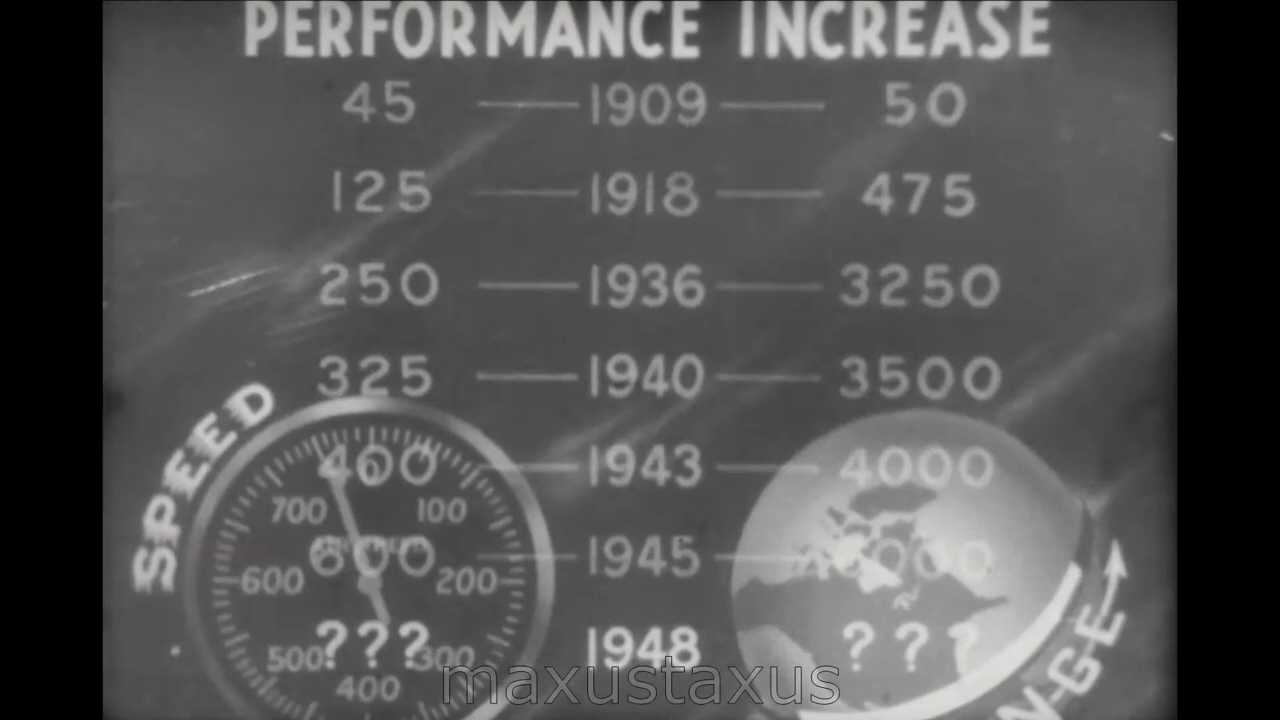 PERFORMANCE INCREASE
45 — 1909 — 50
125 — 1918 — 475
250 — 1936 — 3250
325 — 1940 — 3500
SPEED
400 — 1943 — 4000
0
700 100
600 — 1945
600 200
??? 1948 ???
500 300
400
maxustaxus